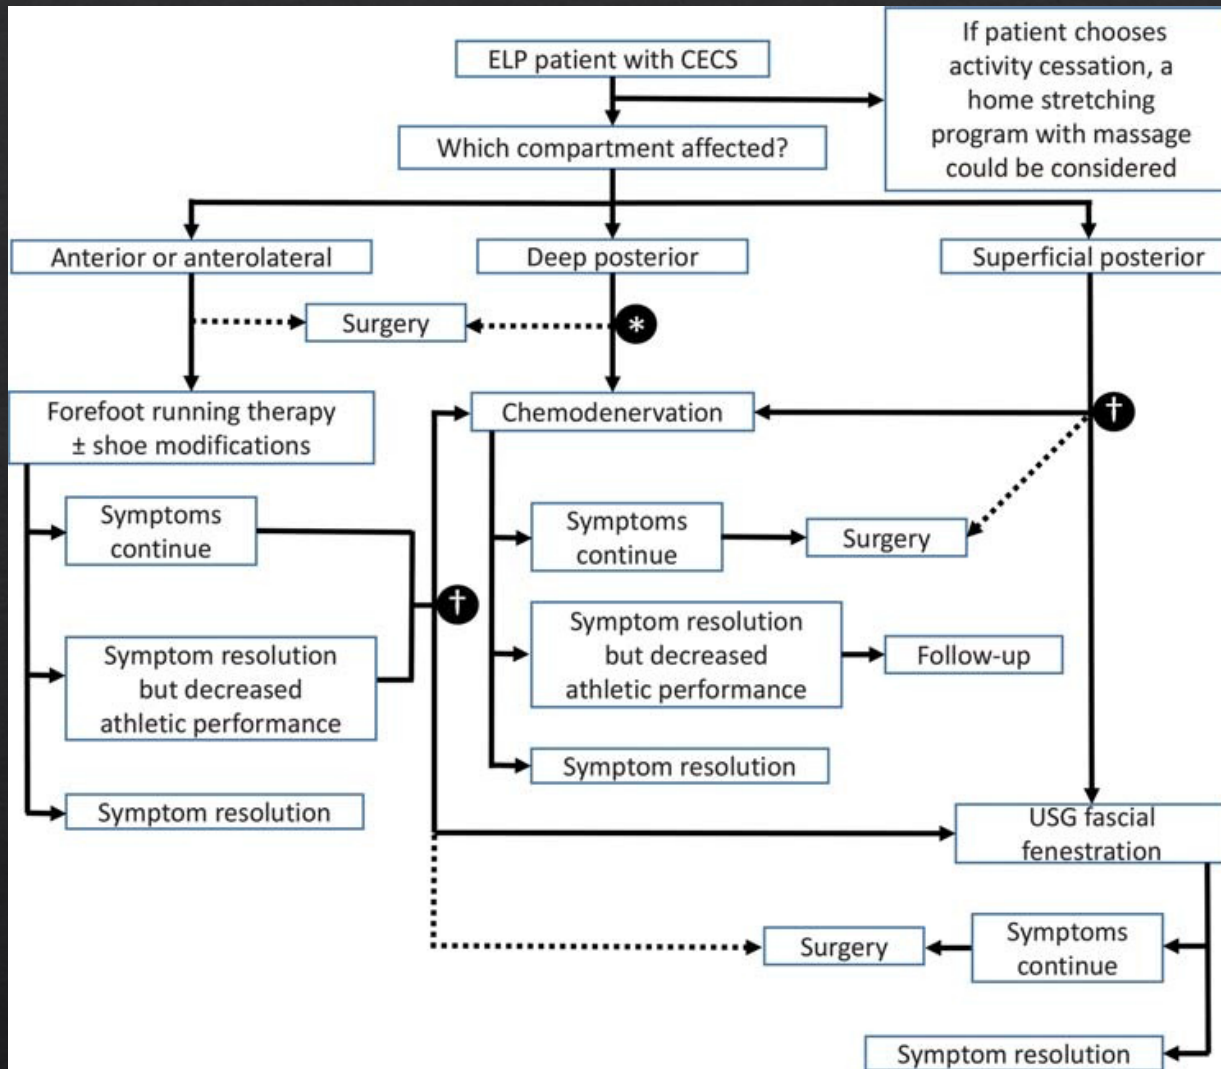 ELP patient with CECS
If patient chooses
activity cessation, a
home stretching
program with massage
could be considered
Which compartment affected?
Anterior or anterolateral
Deep posterior
Superficial posterior
Surgery
*
Forefoot running therapy
± shoe modifications
Chemodenervation
†
Symptoms
continue
Symptoms
continue
Surgery
†
Symptom resolution
but decreased
athletic performance
Symptom resolution
but decreased
athletic performance
Follow-up
Symptom resolution
Symptom resolution
USG fascial
fenestration
Surgery
Symptoms
continue
Symptom resolution